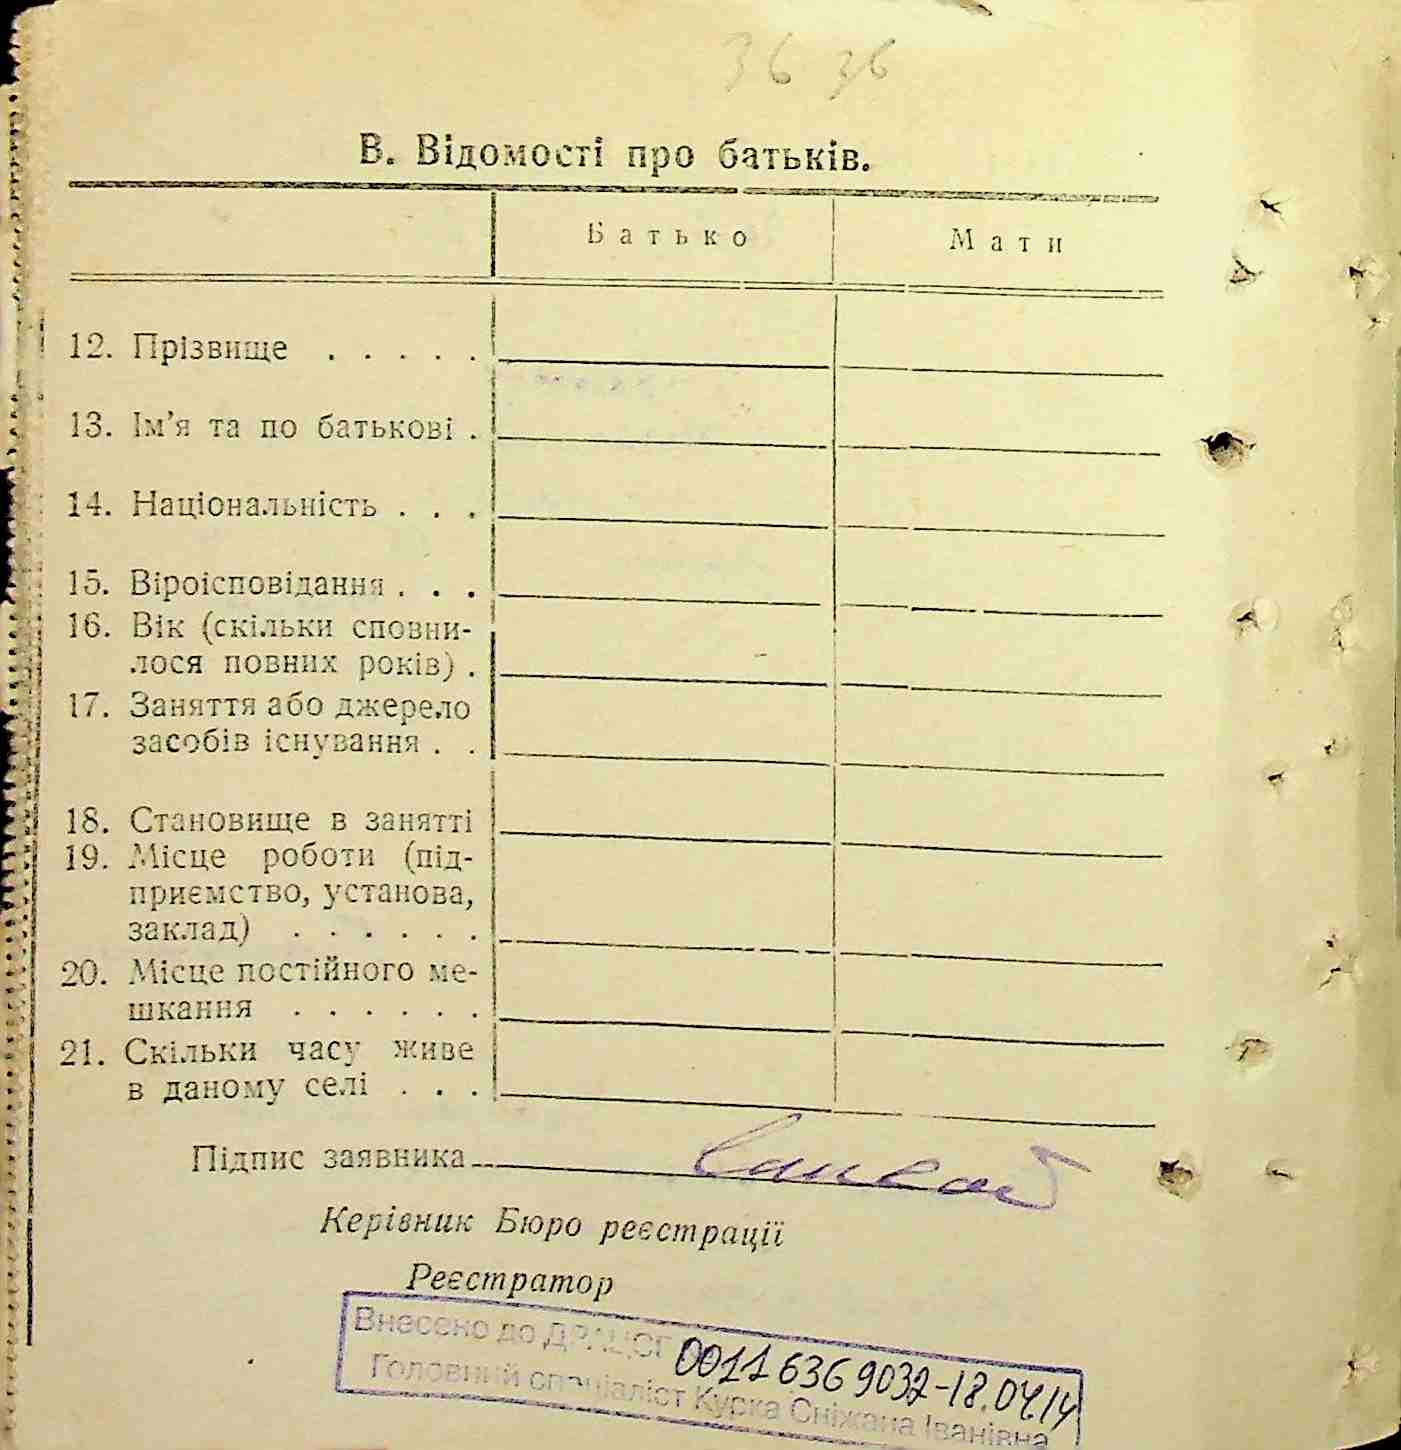 36 36
В. Відомості про батьків.
Батько Мати
12. Прізвище . . . . .
13. Ім’я та по батькові .
14. Національність . . .
15. Віроісповідання . . .
16. Вік (скільки сповни-
лося повних років) .
17. Заняття або джерело
засобів існування . .
18. Становище в занятті
19. Місце роботи (під-
приємство, установа,
заклад) . . . . . .
20. Місце постійного ме-
шкання . . . . . .
21. Скільки часу живе
в даному селі . . .
Підпис заявника
Керівник Бюро реєстрації
Реєстратор
Внесено до ДРАЦСГ 00116369032-18.04.14
Головний спеціаліст Курка Сніжана Іванівна